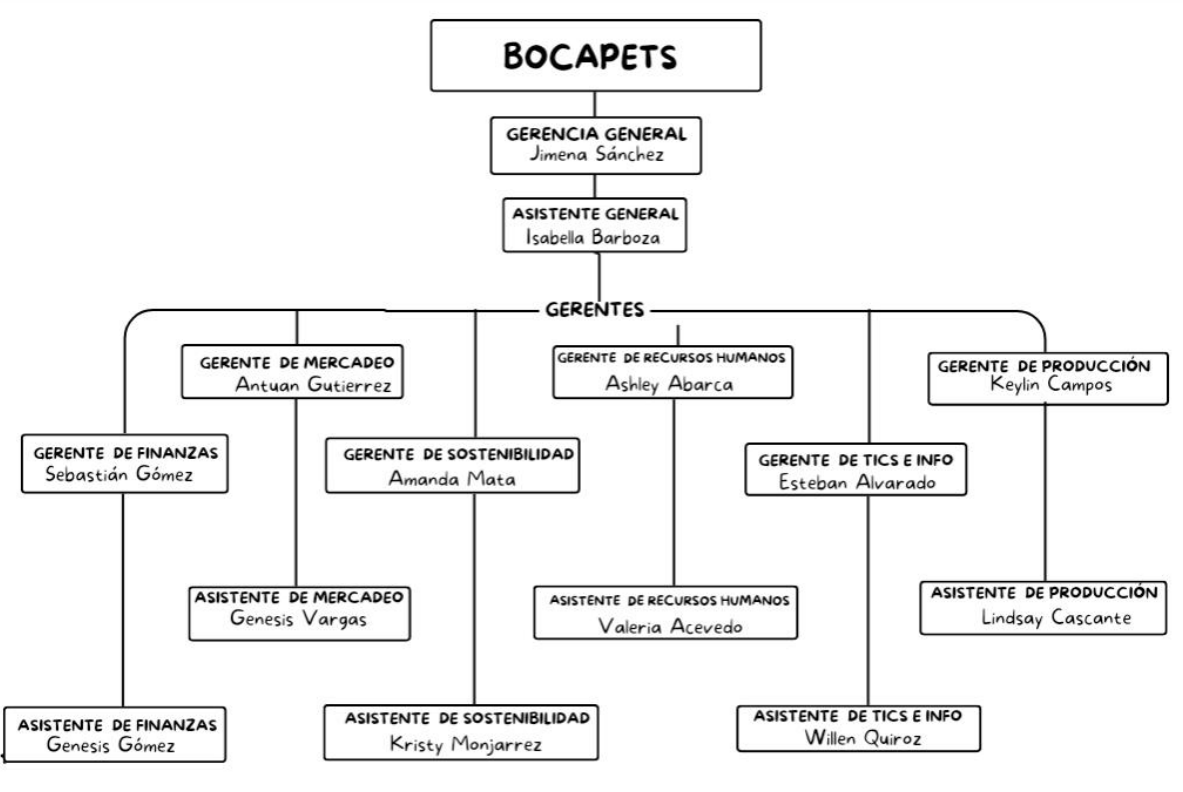 BOCAPETS
GERENCIA GENERAL
Jimena Sánchez
ASISTENTE GENERAL
Isabella Barboza
GERENTES
GERENTE DE MERCADEO
Antuan Gutierrez
GERENTE DE RECURSOS HUMANOS
Ashley Abarca
GERENTE DE PRODUCCIÓN
Keylin Campos
GERENTE DE FINANZAS
Sebastián Gómez
GERENTE DE SOSTENIBILIDAD
Amanda Mata
GERENTE DE TICS E INFO
Esteban Alvarado
ASISTENTE DE MERCADEO
Genesis Vargas
ASISTENTE DE RECURSOS HUMANOS
Valeria Acevedo
ASISTENTE DE PRODUCCIÓN
Lindsay Cascante
ASISTENTE DE FINANZAS
Genesis Gómez
ASISTENTE DE SOSTENIBILIDAD
Kristy Monjarrez
ASISTENTE DE TICS E INFO
Willen Quiroz